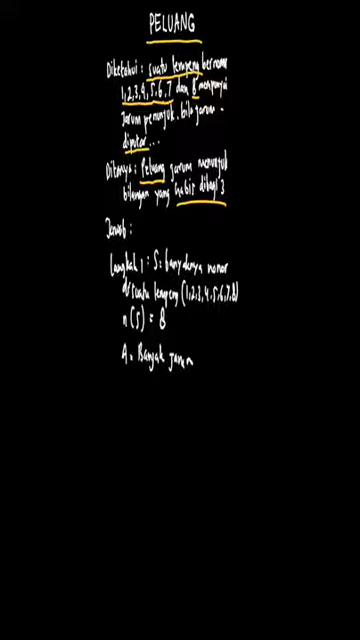 PELUANG
Diketahui : suatu lempeng bernomor
1,2,3,4,5,6,7 dan 8 mempunyai
Jarum penunjuk. bila jarum
diputar ...
Ditanya : Peluang jarum menunjuk
bilangan yang habis dibagi 3
Jawab :
Langkah 1 : S = banyaknya nomor
di suatu lempeng (1,2,3,4,5,6,7,8)
n(S) = 8
A = Banyak jarum